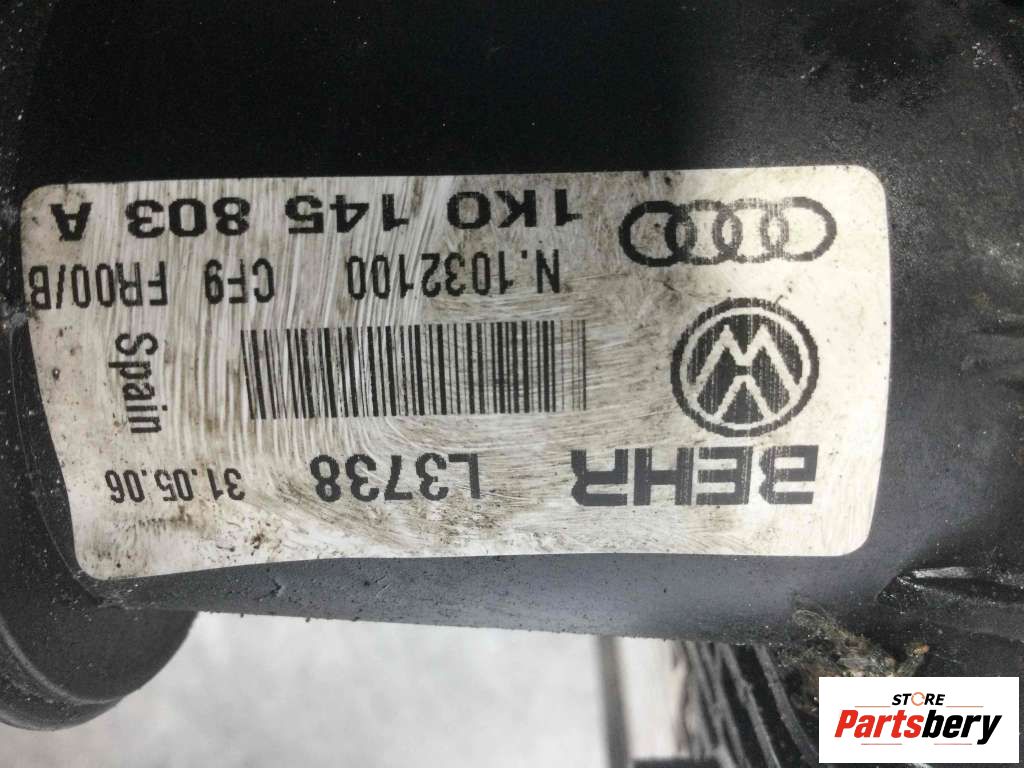 BEHR L3738 31.05.06
Spain
N.1032100 CF9 FR00/B
1K0 145 803 A
STORE
Partsbery